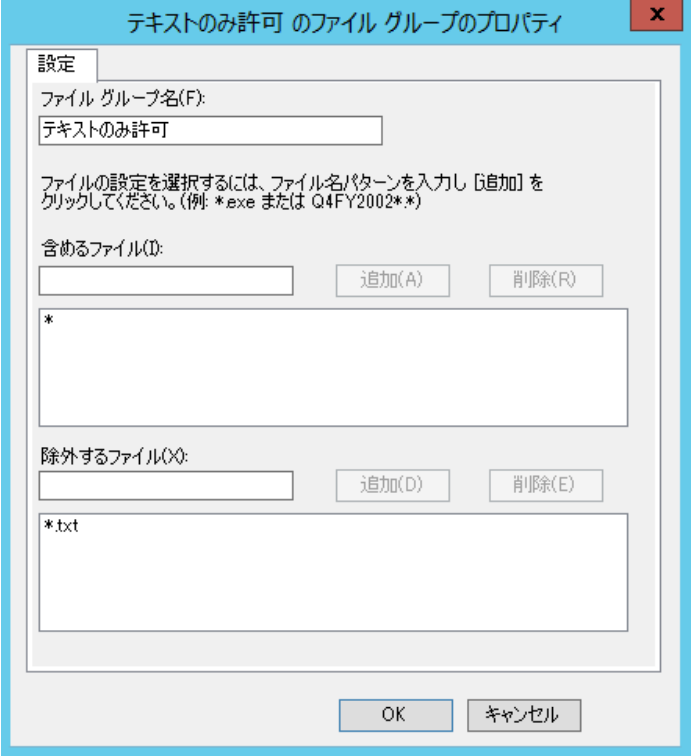 テキストのみ許可 のファイル グループのプロパティ
x
設定
ファイル グループ名(F):
テキストのみ許可
ファイルの設定を選択するには、ファイル名パターンを入力し [追加] を
クリックしてください。(例: *.exe または Q4FY2002*.*)
含めるファイル(I):
追加(A)
削除(R)
*
除外するファイル(X):
追加(D)
削除(E)
*.txt
OK
キャンセル